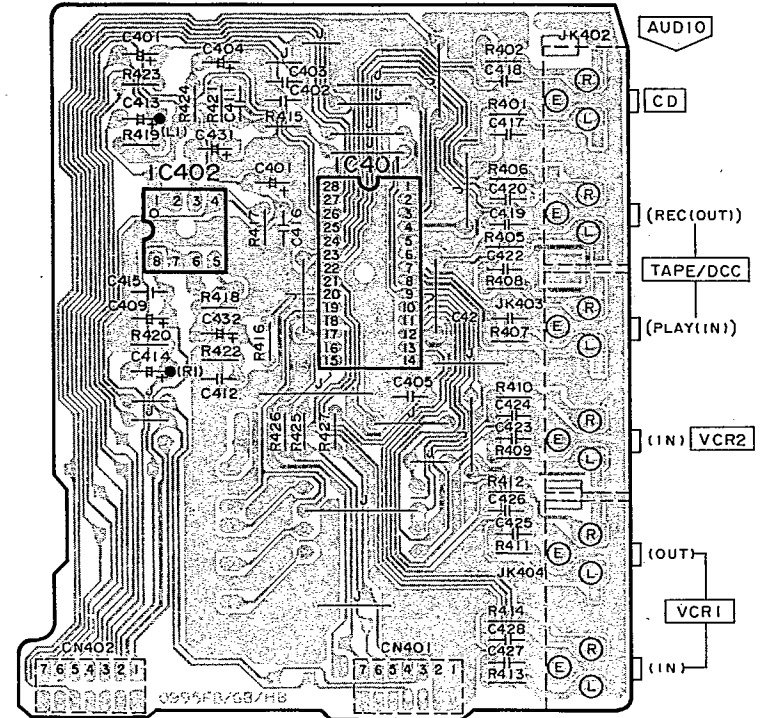 AUDIO
C401
C404
R402
JK402
R423
C403
C418
R
C413
R424
R421
C411
C402
R401
E
CD
R419
(L1)
R415
C417
L
C431
IC402
C401
IC401
R406
1 2 3 4
28 1
C420
R
27 2
26 3
C419
E
(REC(OUT))
R417
C416
25 4
R405
L
24 5
C422
8 7 6 5
23 6
22 7
R408
TAPE/DCC
C415
R418
21 8
20 9
JK403
R
C409
C432
19 10
18 11
C42
E
(PLAY(IN))
R420
R416
17 12
R407
L
R422
16 13
C414
(R1)
15 14
C412
C405
R410
C424
R
R426
R425
R427
C423
E
(IN)
VCR2
R409
L
R412
C426
R
C425
E
(OUT)
R411
JK404
L
VCR1
R414
CN402
CN401
C428
R
7 6 5 4 3 2 1
7 6 5 4 3 2 1
C427
E
(IN)
R413
L